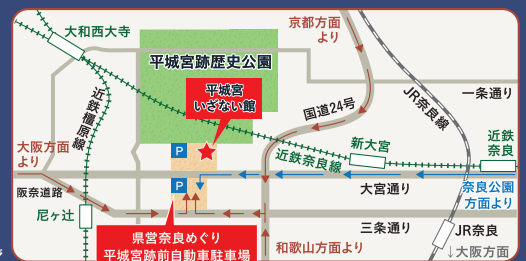 大和西大寺
京都方面
より
平城宮跡歴史公園
平城宮
いざない館
近鉄橿原線
国道24号
JR奈良線
一条通り
大阪方面
より
P
近鉄奈良線
新大宮
近鉄
奈良
阪奈道路
P
大宮通り
奈良公園
方面より
尼ヶ辻
三条通り
県営奈良めぐり
平城宮跡前自動車駐車場
和歌山方面より
JR奈良
↓大阪方面